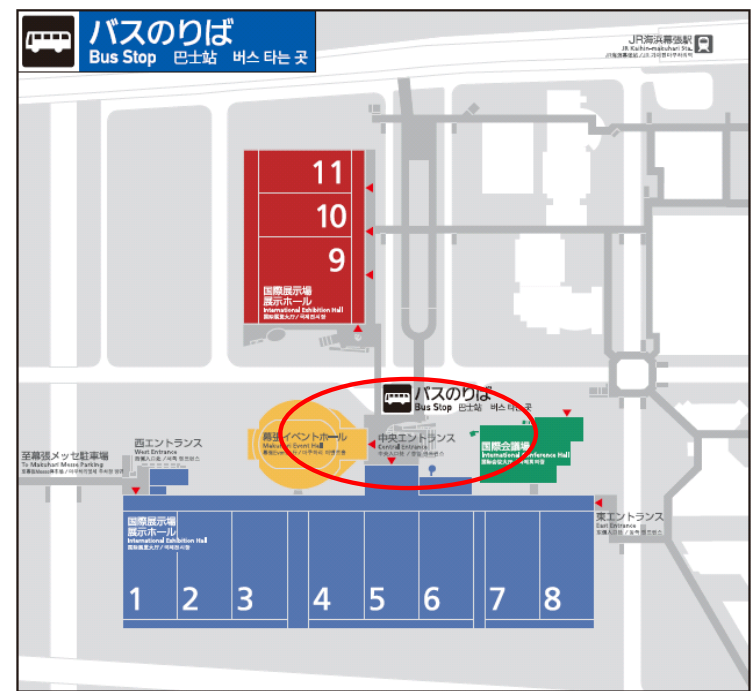 バスのりば
Bus Stop 巴士站 버스 타는 곳
JR海浜幕張駅
JR Kaihin-makuhari Sta.
11
10
9
国際展示場
展示ホール
International Exhibition Hall
バスのりば
Bus Stop 巴士站 버스 타는 곳
幕張イベントホール
Makuhari Event Hall
中央エントランス
Central Entrance
西エントランス
West Entrance
至幕張メッセ駐車場
To Makuhari Messe Parking
国際会議場
International Conference Hall
東エントランス
East Entrance
国際展示場
展示ホール
International Exhibition Hall
1 2 3 4 5 6 7 8